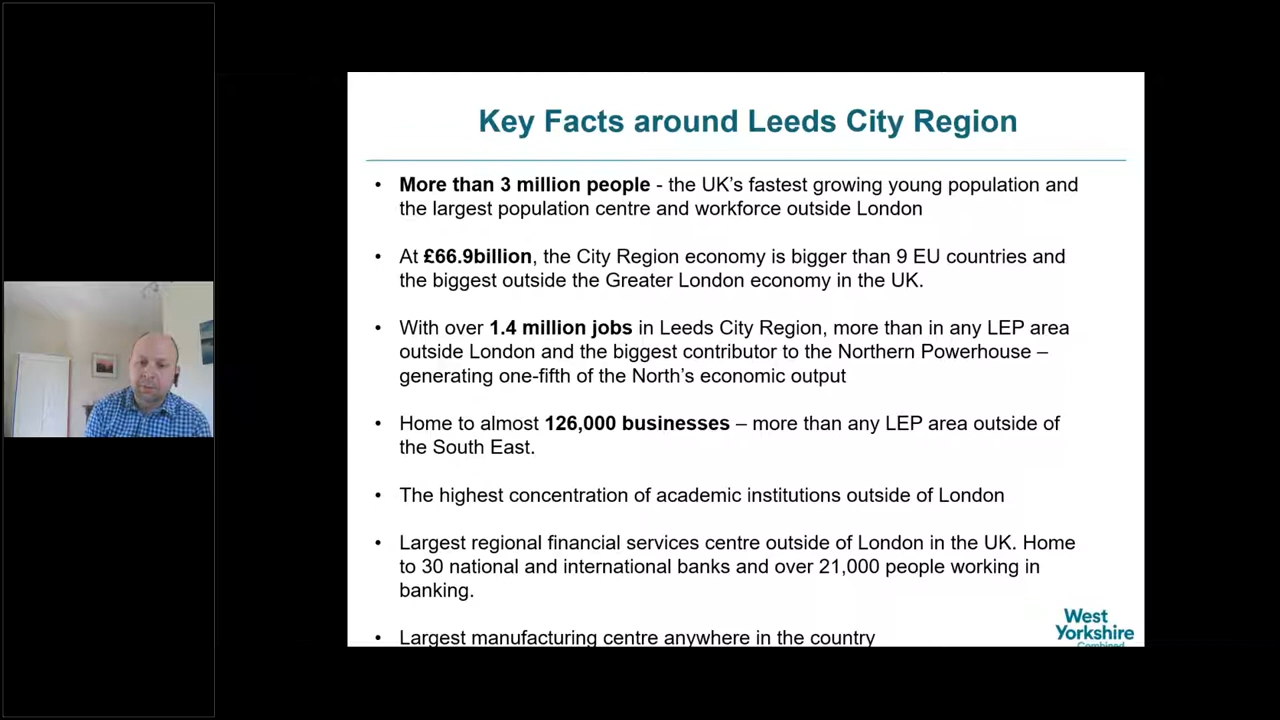 Key Facts around Leeds City Region
• More than 3 million people - the UK's fastest growing young population and
the largest population centre and workforce outside London
• At £66.9billion, the City Region economy is bigger than 9 EU countries and
the biggest outside the Greater London economy in the UK.
• With over 1.4 million jobs in Leeds City Region, more than in any LEP area
outside London and the biggest contributor to the Northern Powerhouse –
generating one-fifth of the North's economic output
• Home to almost 126,000 businesses – more than any LEP area outside of
the South East.
• The highest concentration of academic institutions outside of London
• Largest regional financial services centre outside of London in the UK. Home
to 30 national and international banks and over 21,000 people working in
banking.
• Largest manufacturing centre anywhere in the country
West
Yorkshire
Combined